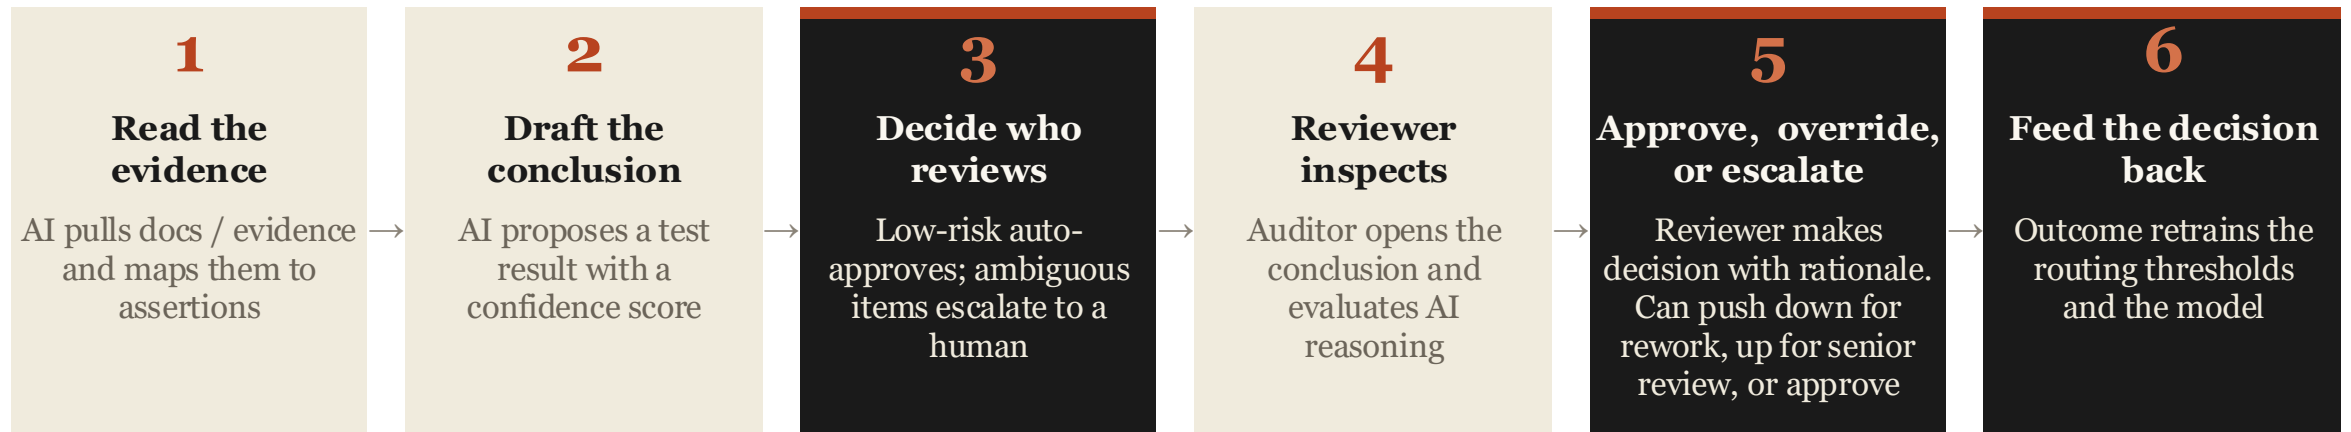 1
Read the
evidence
AI pulls docs / evidence
and maps them to
assertions
→
2
Draft the
conclusion
AI proposes a test
result with a
confidence score
→
3
Decide who
reviews
Low-risk auto-
approves; ambiguous
items escalate to a
human
→
4
Reviewer
inspects
Auditor opens the
conclusion and
evaluates AI
reasoning
→
5
Approve, override,
or escalate
Reviewer makes
decision with rationale.
Can push down for
rework, up for senior
review, or approve
→
6
Feed the decision
back
Outcome retrains the
routing thresholds
and the model